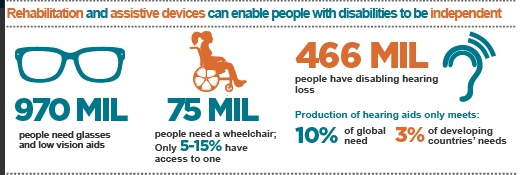 Rehabilitation and assistive devices can enable people with disabilities to be independent
970 MIL
people need glasses
and low vision aids
75 MIL
people need a wheelchair;
Only 5-15% have
access to one
466 MIL
people have disabling hearing
loss
Production of hearing aids only meets:
10% of global
need
3% of developing
countries' needs